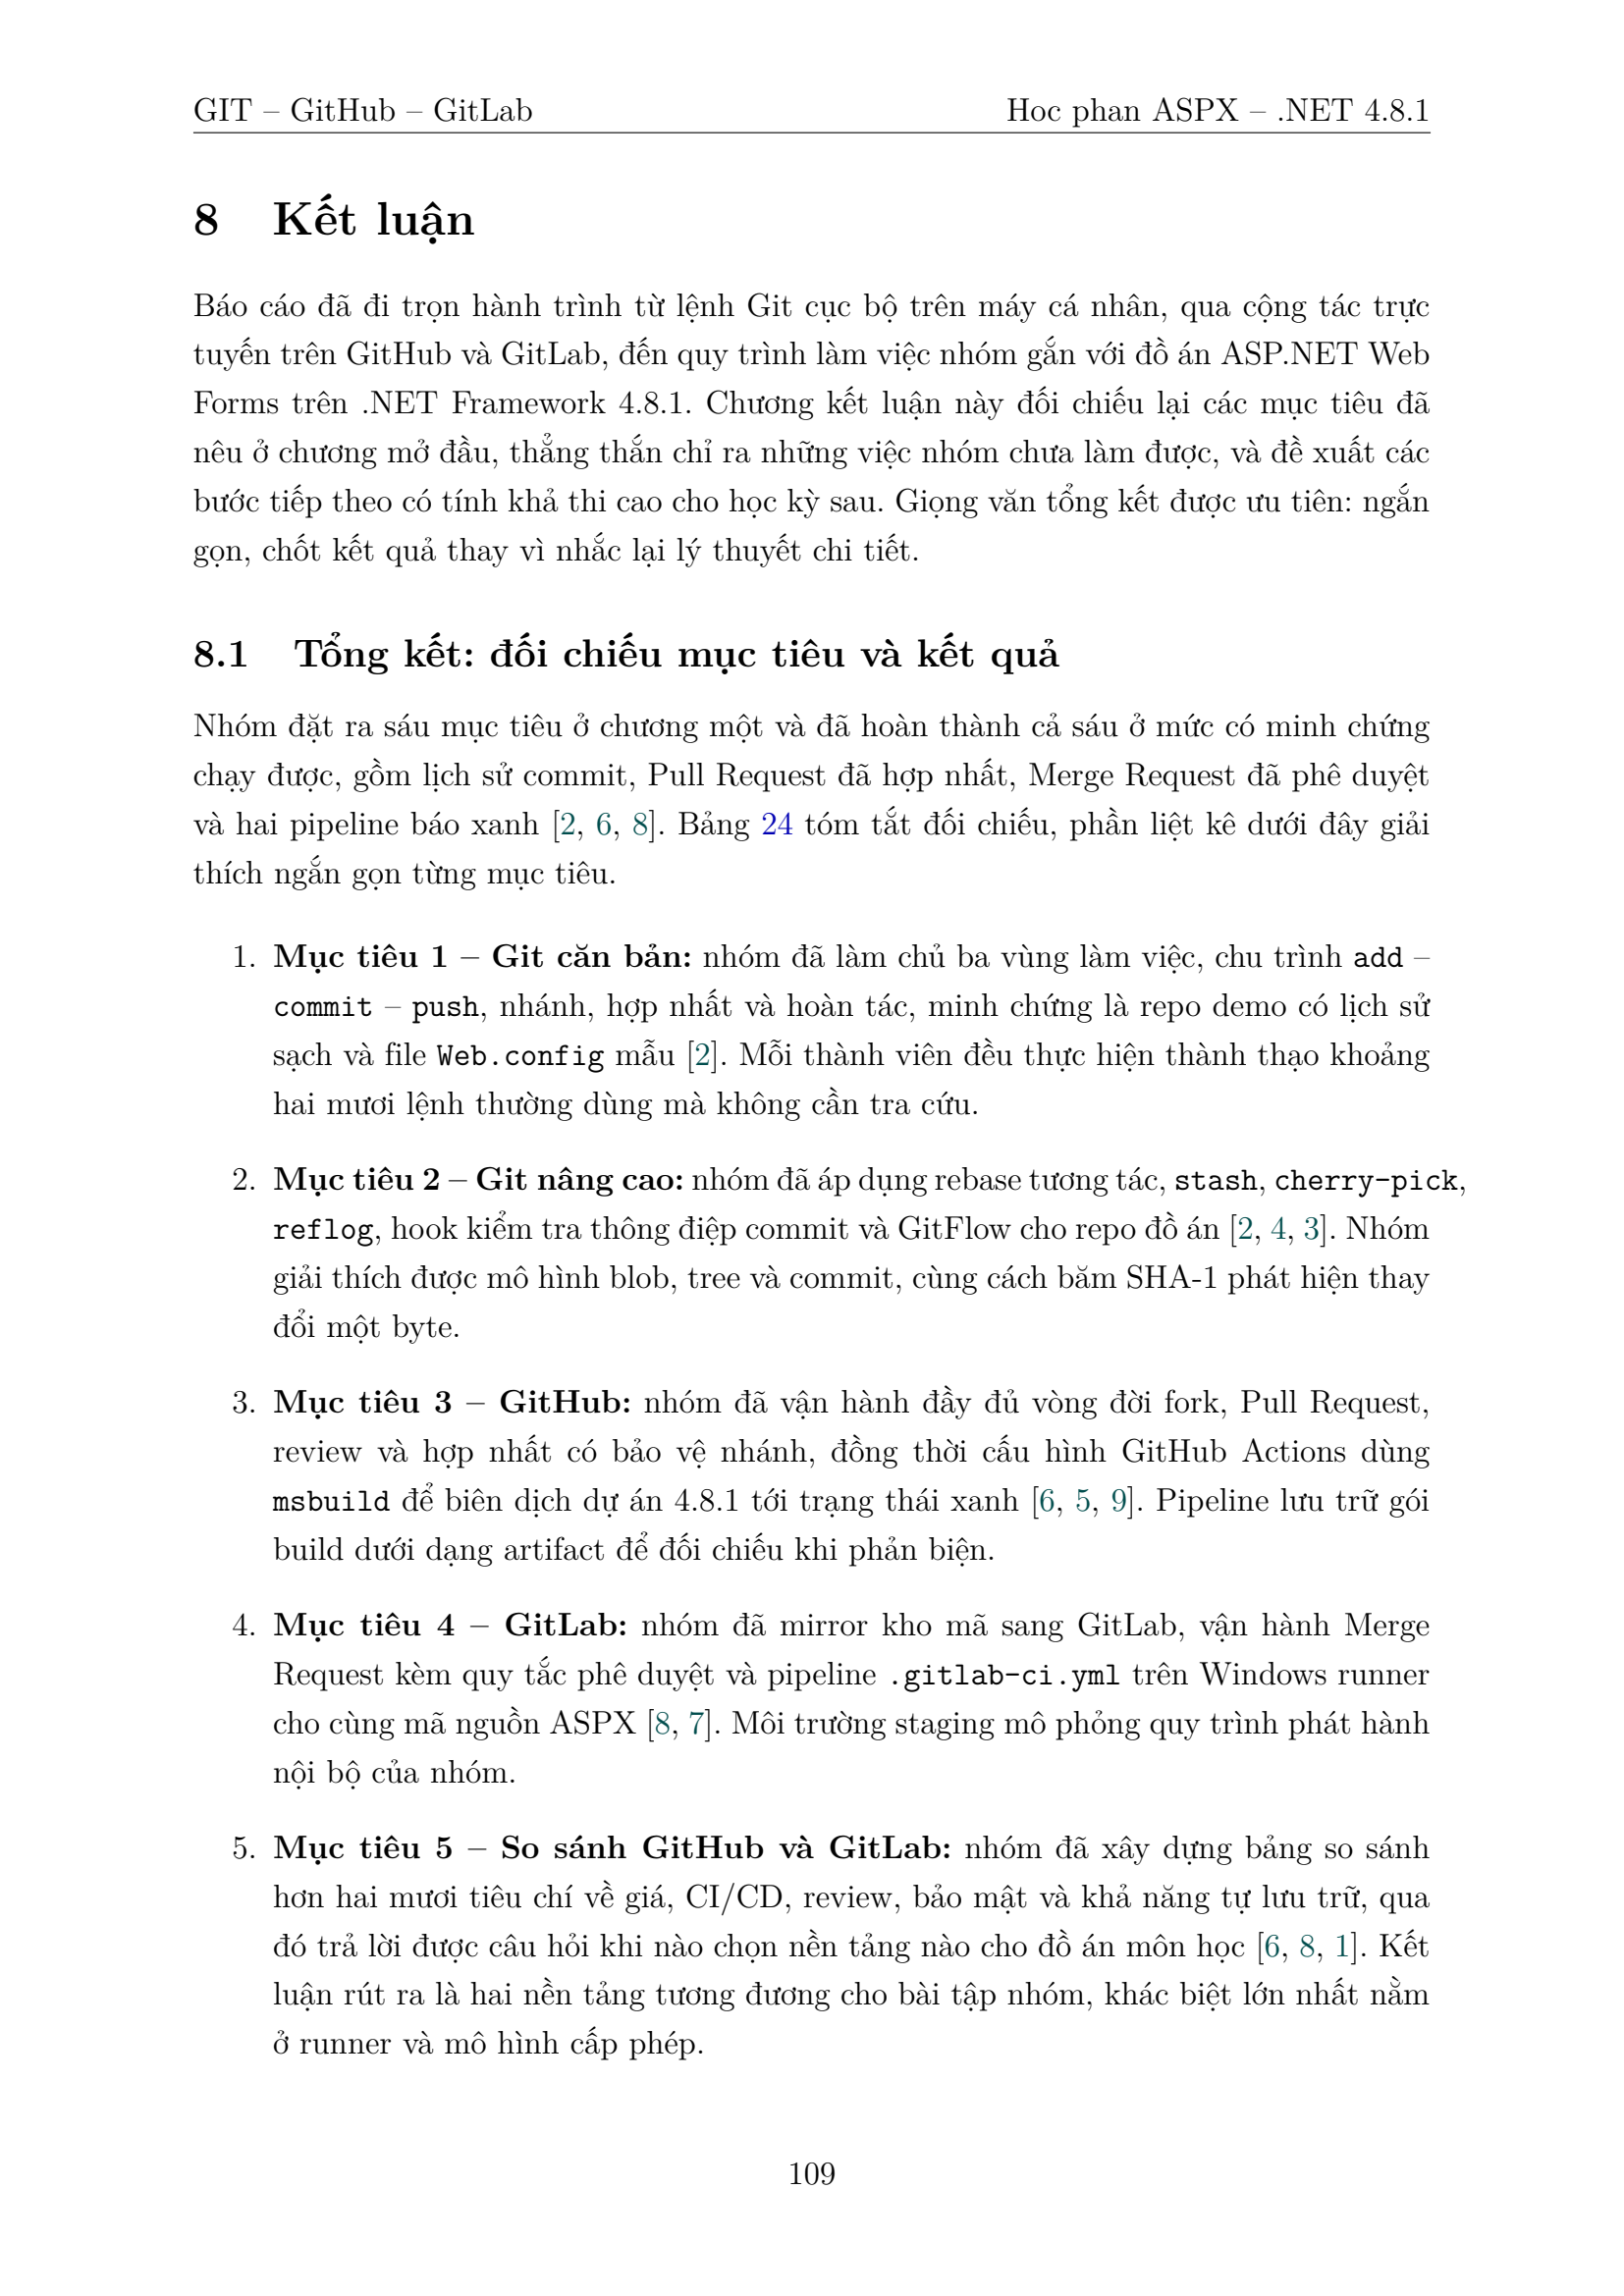 GIT – GitHub – GitLab
Hoc phan ASPX – .NET 4.8.1
8 Kết luận
Báo cáo đã đi trọn hành trình từ lệnh Git cục bộ trên máy cá nhân, qua cộng tác trực
tuyến trên GitHub và GitLab, đến quy trình làm việc nhóm gắn với đồ án ASP.NET Web
Forms trên .NET Framework 4.8.1. Chương kết luận này đối chiếu lại các mục tiêu đã
nêu ở chương mở đầu, thẳng thắn chỉ ra những việc nhóm chưa làm được, và đề xuất các
bước tiếp theo có tính khả thi cao cho học kỳ sau. Giọng văn tổng kết được ưu tiên: ngắn
gọn, chốt kết quả thay vì nhắc lại lý thuyết chi tiết.
8.1 Tổng kết: đối chiếu mục tiêu và kết quả
Nhóm đặt ra sáu mục tiêu ở chương một và đã hoàn thành cả sáu ở mức có minh chứng
chạy được, gồm lịch sử commit, Pull Request đã hợp nhất, Merge Request đã phê duyệt
và hai pipeline báo xanh [2, 6, 8]. Bảng 24 tóm tắt đối chiếu, phần liệt kê dưới đây giải
thích ngắn gọn từng mục tiêu.
1. Mục tiêu 1 – Git căn bản: nhóm đã làm chủ ba vùng làm việc, chu trình add –
commit – push, nhánh, hợp nhất và hoàn tác, minh chứng là repo demo có lịch sử
sạch và file Web.config mẫu [2]. Mỗi thành viên đều thực hiện thành thạo khoảng
hai mươi lệnh thường dùng mà không cần tra cứu.
2. Mục tiêu 2 – Git nâng cao: nhóm đã áp dụng rebase tương tác, stash, cherry-pick,
reflog, hook kiểm tra thông điệp commit và GitFlow cho repo đồ án [2, 4, 3]. Nhóm
giải thích được mô hình blob, tree và commit, cùng cách băm SHA-1 phát hiện thay
đổi một byte.
3. Mục tiêu 3 – GitHub: nhóm đã vận hành đầy đủ vòng đời fork, Pull Request,
review và hợp nhất có bảo vệ nhánh, đồng thời cấu hình GitHub Actions dùng
msbuild để biên dịch dự án 4.8.1 tới trạng thái xanh [6, 5, 9]. Pipeline lưu trữ gói
build dưới dạng artifact để đối chiếu khi phản biện.
4. Mục tiêu 4 – GitLab: nhóm đã mirror kho mã sang GitLab, vận hành Merge
Request kèm quy tắc phê duyệt và pipeline .gitlab-ci.yml trên Windows runner
cho cùng mã nguồn ASPX [8, 7]. Môi trường staging mô phỏng quy trình phát hành
nội bộ của nhóm.
5. Mục tiêu 5 – So sánh GitHub và GitLab: nhóm đã xây dựng bảng so sánh
hơn hai mươi tiêu chí về giá, CI/CD, review, bảo mật và khả năng tự lưu trữ, qua
đó trả lời được câu hỏi khi nào chọn nền tảng nào cho đồ án môn học [6, 8, 1]. Kết
luận rút ra là hai nền tảng tương đương cho bài tập nhóm, khác biệt lớn nhất nằm
ở runner và mô hình cấp phép.
109